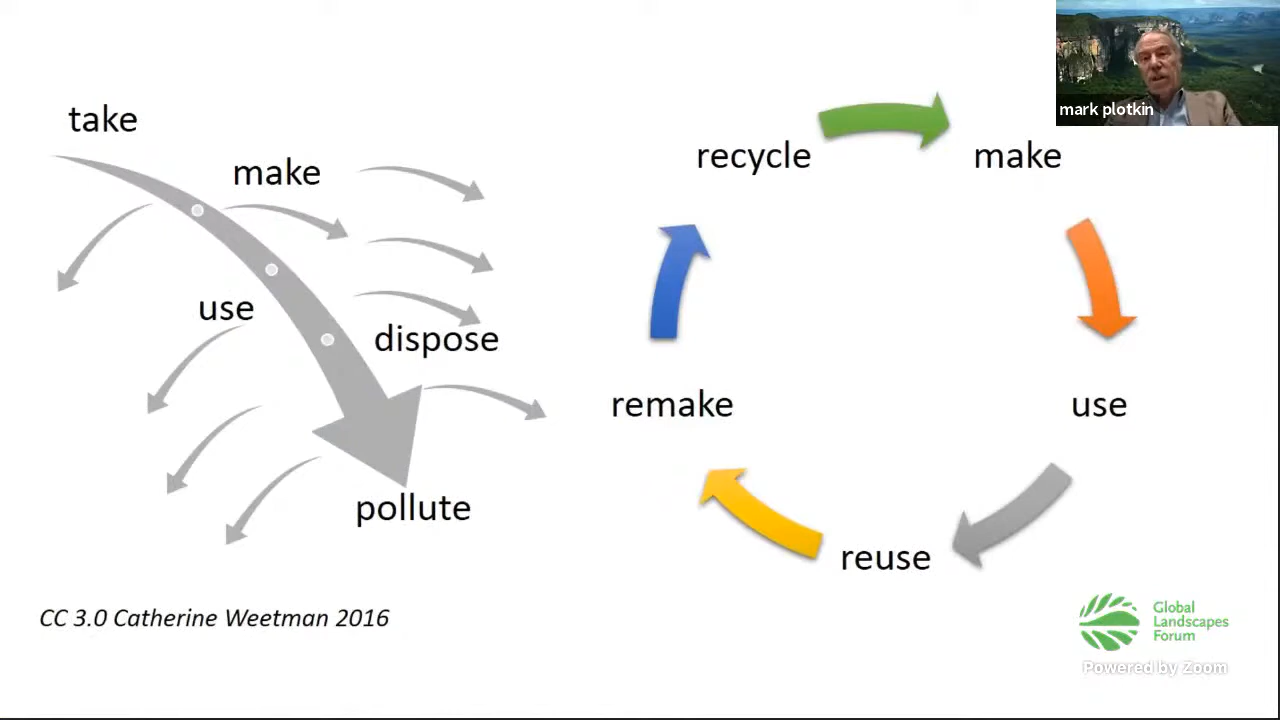 take
make
use
dispose
pollute
CC 3.0 Catherine Weetman 2016
recycle
make
use
reuse
remake
mark plotkin
Global
Landscapes
Forum
Powered by Zoom